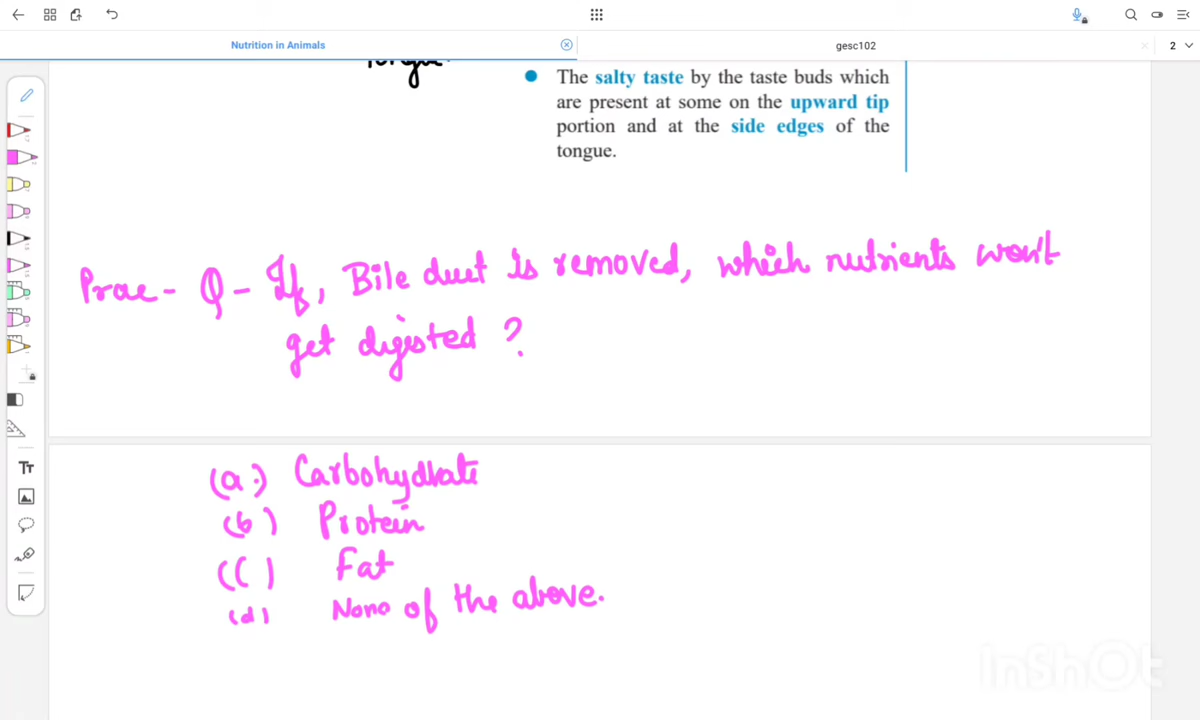 Nutrition in Animals
gesc102
2
Tongue.
The salty taste by the taste buds which
are present at some on the upward tip
portion and at the side edges of the
tongue.
Prac - Q - If, Bile duct is removed, which nutrients won't
get digested ?
(a.) Carbohydrate
(b) Protein
(c) Fat
(d) None of the above.
Tт
InShOt